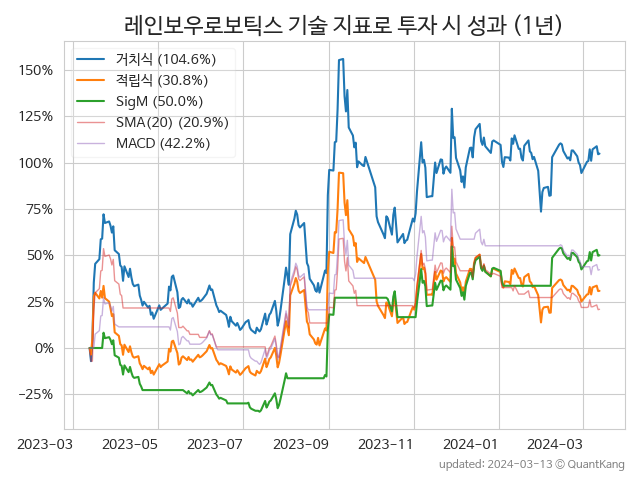 레인보우로보틱스 기술 지표로 투자 시 성과 (1년)
거치식 (104.6%)
적립식 (30.8%)
SigM (50.0%)
SMA(20) (20.9%)
MACD (42.2%)
150%
125%
100%
75%
50%
25%
0%
−25%
2023-03 2023-05 2023-07 2023-09 2023-11 2024-01 2024-03
updated: 2024-03-13 ⓒ QuantKang